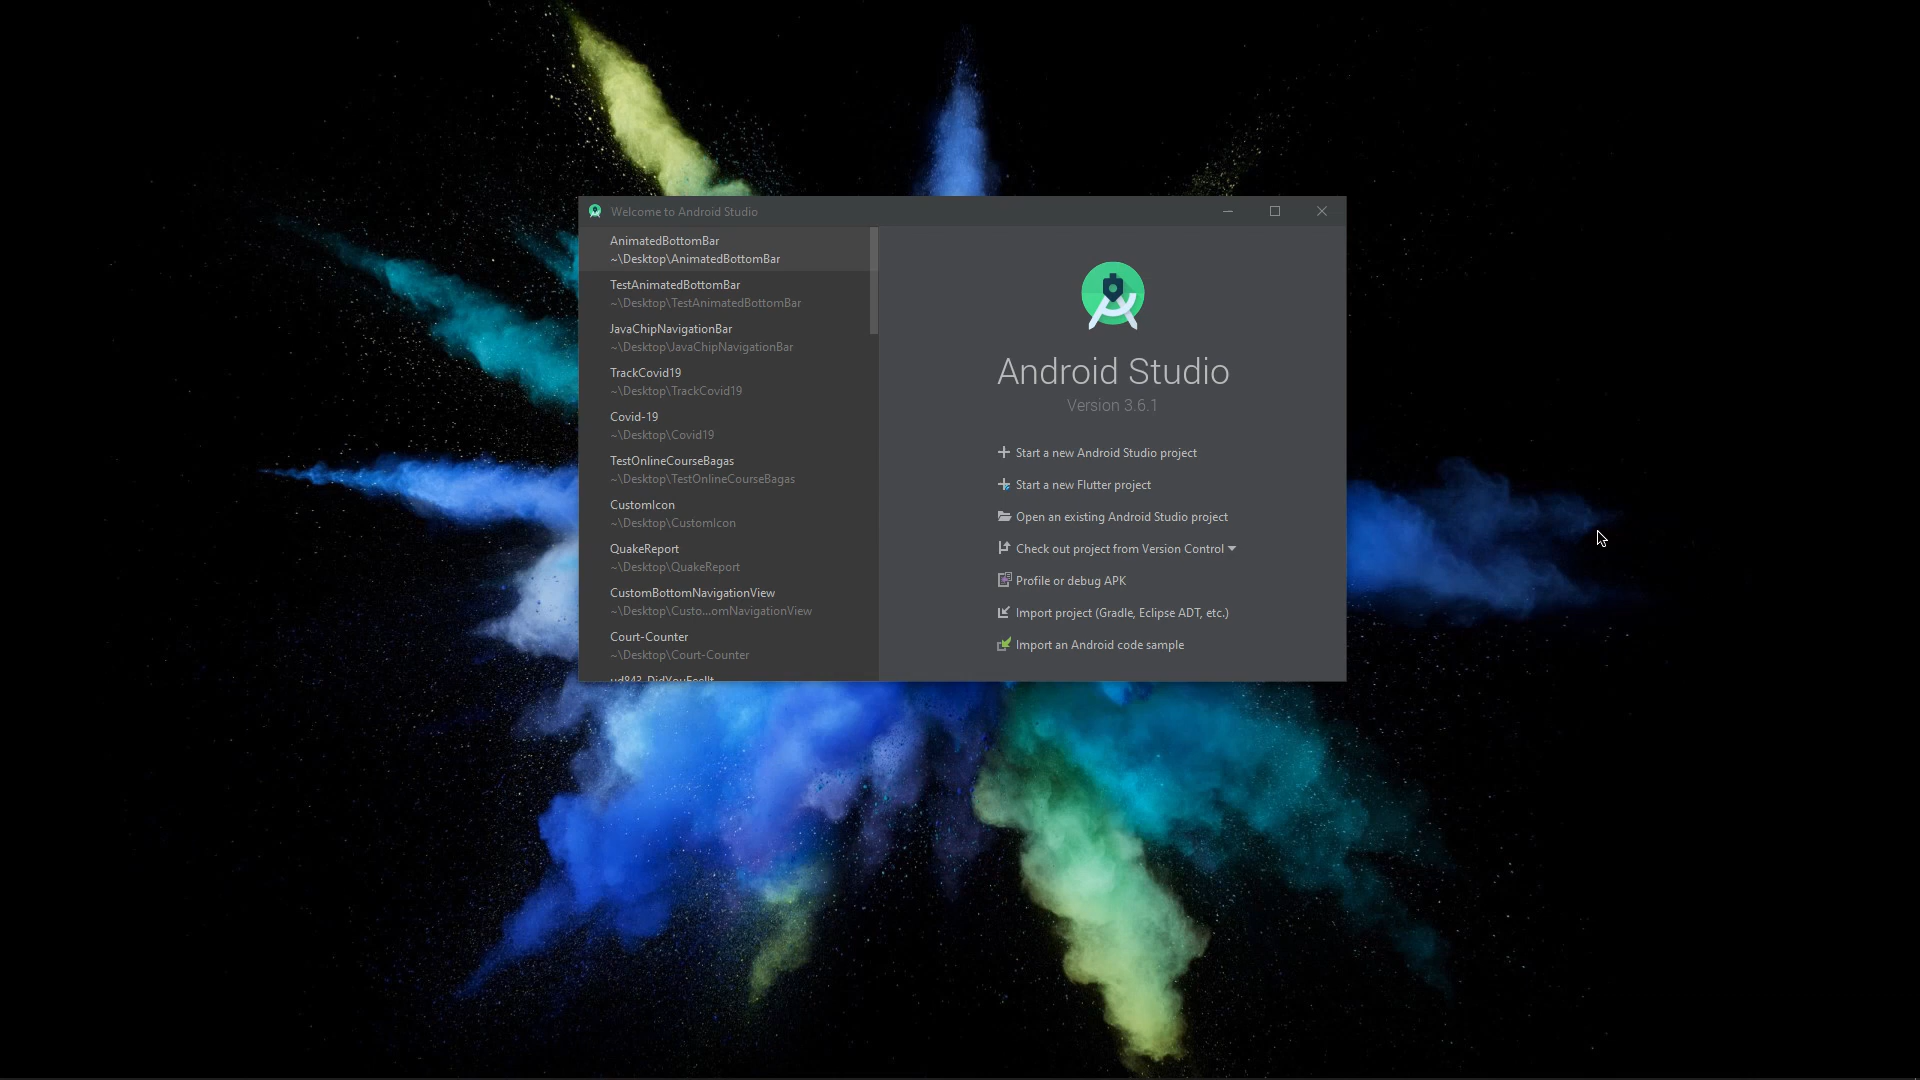 Welcome to Android Studio
AnimatedBottomBar
~\Desktop\AnimatedBottomBar
TestAnimatedBottomBar
~\Desktop\TestAnimatedBottomBar
JavaChipNavigationBar
~\Desktop\JavaChipNavigationBar
TrackCovid19
~\Desktop\TrackCovid19
Covid-19
~\Desktop\Covid19
TestOnlineCourseBagas
~\Desktop\TestOnlineCourseBagas
CustomIcon
~\Desktop\CustomIcon
QuakeReport
~\Desktop\QuakeReport
CustomBottomNavigationView
~\Desktop\Custo...omNavigationView
Court-Counter
~\Desktop\Court-Counter
ud843-DidYouFeelIt
Android Studio
Version 3.6.1
Start a new Android Studio project
Start a new Flutter project
Open an existing Android Studio project
Check out project from Version Control
Profile or debug APK
Import project (Gradle, Eclipse ADT, etc.)
Import an Android code sample